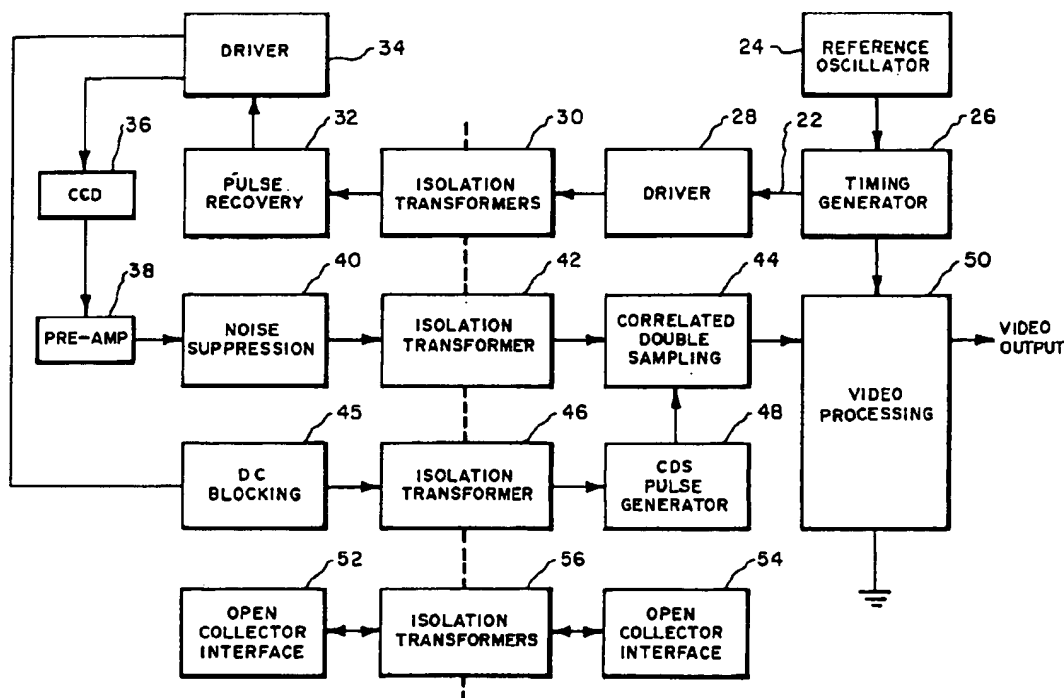 DRIVER
34
24
REFERENCE
OSCILLATOR
36
32
30
28
22
26
CCD
PULSE
RECOVERY
ISOLATION
TRANSFORMERS
DRIVER
TIMING
GENERATOR
38
40
42
44
50
PRE-AMP
NOISE
SUPPRESSION
ISOLATION
TRANSFORMER
CORRELATED
DOUBLE
SAMPLING
VIDEO
PROCESSING
VIDEO
OUTPUT
45
46
48
DC
BLOCKING
ISOLATION
TRANSFORMER
CDS
PULSE
GENERATOR
52
56
54
OPEN
COLLECTOR
INTERFACE
ISOLATION
TRANSFORMERS
OPEN
COLLECTOR
INTERFACE